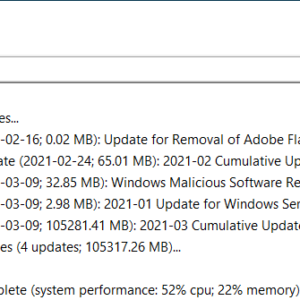 es...
-02-16; 0.02 MB): Update for Removal of Adobe Fla
ate (2021-02-24; 65.01 MB): 2021-02 Cumulative Up
-03-09; 32.85 MB): Windows Malicious Software Re
-03-09; 2.98 MB): 2021-01 Update for Windows Ser
-03-09; 105281.41 MB): 2021-03 Cumulative Update
es (4 updates; 105317.26 MB)...
plete (system performance: 52% cpu; 22% memory)